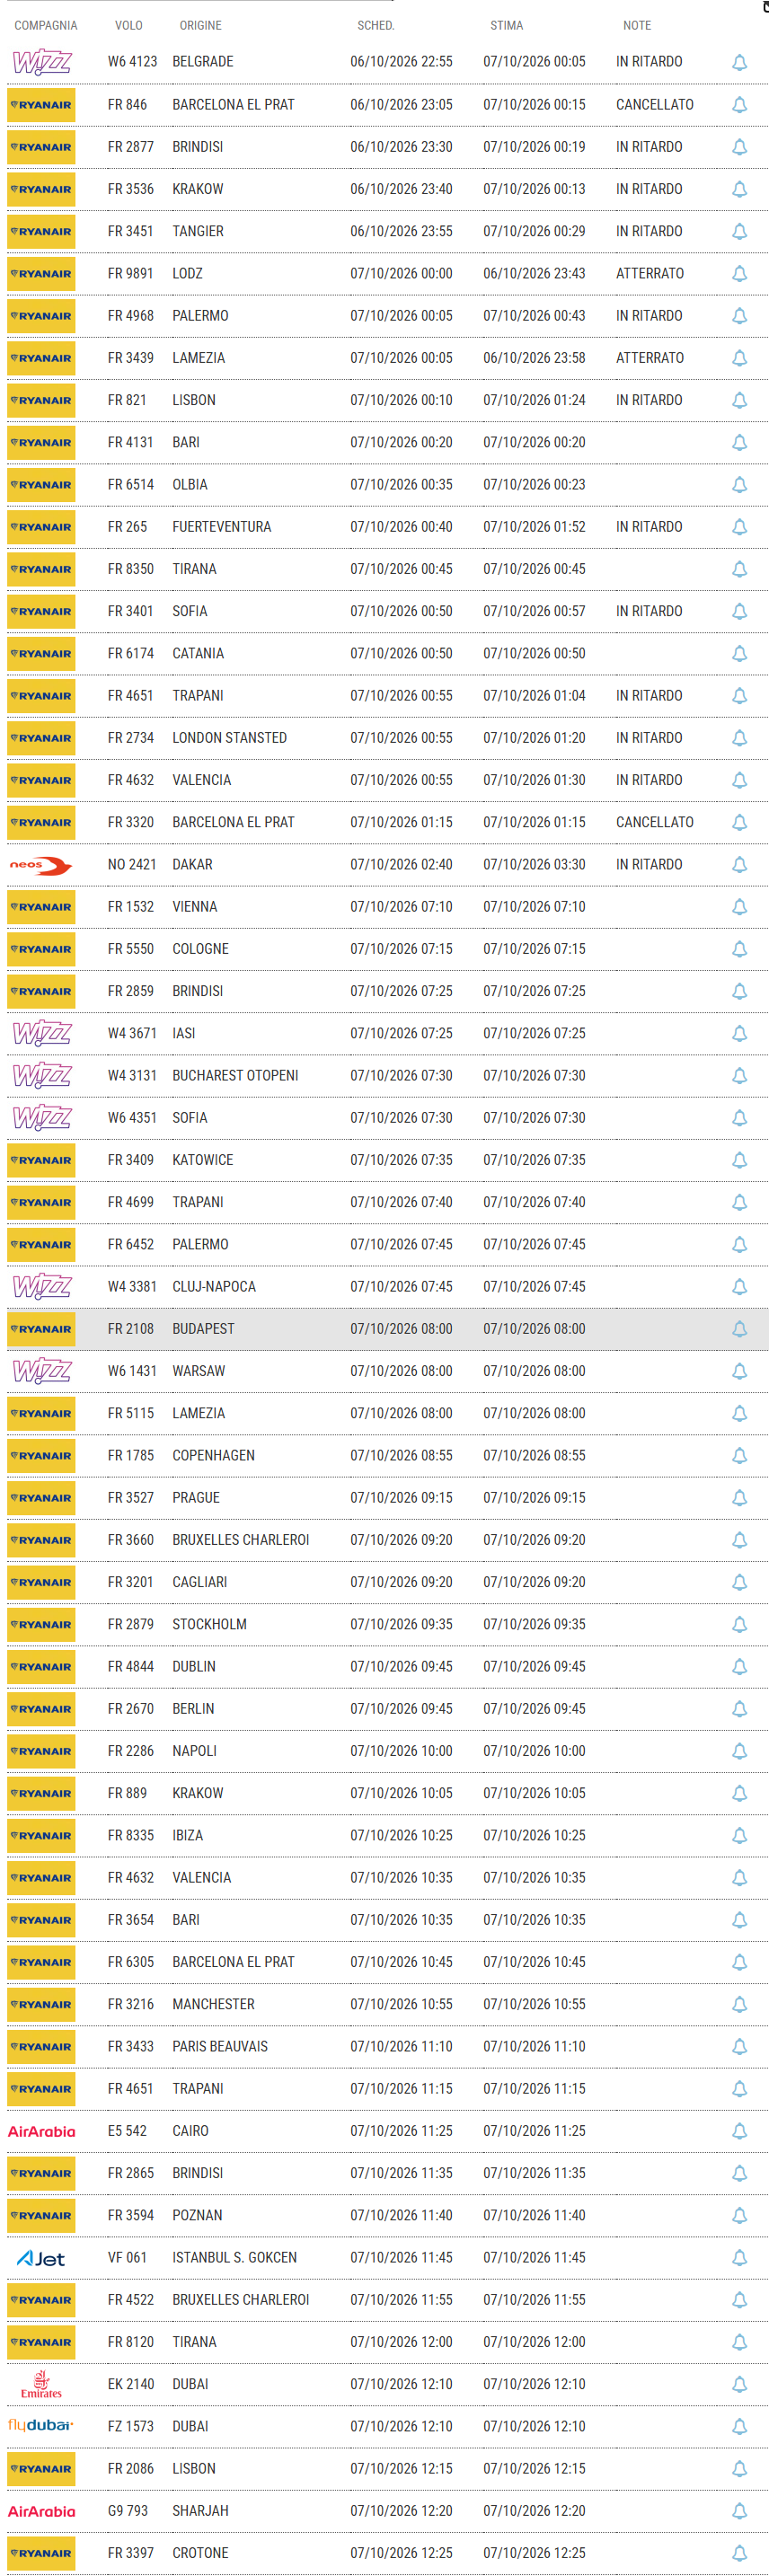 COMPAGNIA VOLO ORIGINE SCHED. STIMA NOTE
WIZZ W6 4123 BELGRADE 06/10/2026 22:55 07/10/2026 00:05 IN RITARDO
RYANAIR FR 846 BARCELONA EL PRAT 06/10/2026 23:05 07/10/2026 00:15 CANCELLATO
RYANAIR FR 2877 BRINDISI 06/10/2026 23:30 07/10/2026 00:19 IN RITARDO
RYANAIR FR 3536 KRAKOW 06/10/2026 23:40 07/10/2026 00:13 IN RITARDO
RYANAIR FR 3451 TANGIER 06/10/2026 23:55 07/10/2026 00:29 IN RITARDO
RYANAIR FR 9891 LODZ 07/10/2026 00:00 06/10/2026 23:43 ATTERRATO
RYANAIR FR 4968 PALERMO 07/10/2026 00:05 07/10/2026 00:43 IN RITARDO
RYANAIR FR 3439 LAMEZIA 07/10/2026 00:05 06/10/2026 23:58 ATTERRATO
RYANAIR FR 821 LISBON 07/10/2026 00:10 07/10/2026 01:24 IN RITARDO
RYANAIR FR 4131 BARI 07/10/2026 00:20 07/10/2026 00:20
RYANAIR FR 6514 OLBIA 07/10/2026 00:35 07/10/2026 00:23
RYANAIR FR 265 FUERTEVENTURA 07/10/2026 00:40 07/10/2026 01:52 IN RITARDO
RYANAIR FR 8350 TIRANA 07/10/2026 00:45 07/10/2026 00:45
RYANAIR FR 3401 SOFIA 07/10/2026 00:50 07/10/2026 00:57 IN RITARDO
RYANAIR FR 6174 CATANIA 07/10/2026 00:50 07/10/2026 00:50
RYANAIR FR 4651 TRAPANI 07/10/2026 00:55 07/10/2026 01:04 IN RITARDO
RYANAIR FR 2734 LONDON STANSTED 07/10/2026 00:55 07/10/2026 01:20 IN RITARDO
RYANAIR FR 4632 VALENCIA 07/10/2026 00:55 07/10/2026 01:30 IN RITARDO
RYANAIR FR 3320 BARCELONA EL PRAT 07/10/2026 01:15 07/10/2026 01:15 CANCELLATO
neos NO 2421 DAKAR 07/10/2026 02:40 07/10/2026 03:30 IN RITARDO
RYANAIR FR 1532 VIENNA 07/10/2026 07:10 07/10/2026 07:10
RYANAIR FR 5550 COLOGNE 07/10/2026 07:15 07/10/2026 07:15
RYANAIR FR 2859 BRINDISI 07/10/2026 07:25 07/10/2026 07:25
WIZZ W4 3671 IASI 07/10/2026 07:25 07/10/2026 07:25
WIZZ W4 3131 BUCHAREST OTOPENI 07/10/2026 07:30 07/10/2026 07:30
WIZZ W6 4351 SOFIA 07/10/2026 07:30 07/10/2026 07:30
RYANAIR FR 3409 KATOWICE 07/10/2026 07:35 07/10/2026 07:35
RYANAIR FR 4699 TRAPANI 07/10/2026 07:40 07/10/2026 07:40
RYANAIR FR 6452 PALERMO 07/10/2026 07:45 07/10/2026 07:45
WIZZ W4 3381 CLUJ-NAPOCA 07/10/2026 07:45 07/10/2026 07:45
RYANAIR FR 2108 BUDAPEST 07/10/2026 08:00 07/10/2026 08:00
WIZZ W6 1431 WARSAW 07/10/2026 08:00 07/10/2026 08:00
RYANAIR FR 5115 LAMEZIA 07/10/2026 08:00 07/10/2026 08:00
RYANAIR FR 1785 COPENHAGEN 07/10/2026 08:55 07/10/2026 08:55
RYANAIR FR 3527 PRAGUE 07/10/2026 09:15 07/10/2026 09:15
RYANAIR FR 3660 BRUXELLES CHARLEROI 07/10/2026 09:20 07/10/2026 09:20
RYANAIR FR 3201 CAGLIARI 07/10/2026 09:20 07/10/2026 09:20
RYANAIR FR 2879 STOCKHOLM 07/10/2026 09:35 07/10/2026 09:35
RYANAIR FR 4844 DUBLIN 07/10/2026 09:45 07/10/2026 09:45
RYANAIR FR 2670 BERLIN 07/10/2026 09:45 07/10/2026 09:45
RYANAIR FR 2286 NAPOLI 07/10/2026 10:00 07/10/2026 10:00
RYANAIR FR 889 KRAKOW 07/10/2026 10:05 07/10/2026 10:05
RYANAIR FR 8335 IBIZA 07/10/2026 10:25 07/10/2026 10:25
RYANAIR FR 4632 VALENCIA 07/10/2026 10:35 07/10/2026 10:35
RYANAIR FR 3654 BARI 07/10/2026 10:35 07/10/2026 10:35
RYANAIR FR 6305 BARCELONA EL PRAT 07/10/2026 10:45 07/10/2026 10:45
RYANAIR FR 3216 MANCHESTER 07/10/2026 10:55 07/10/2026 10:55
RYANAIR FR 3433 PARIS BEAUVAIS 07/10/2026 11:10 07/10/2026 11:10
RYANAIR FR 4651 TRAPANI 07/10/2026 11:15 07/10/2026 11:15
AirArabia E5 542 CAIRO 07/10/2026 11:25 07/10/2026 11:25
RYANAIR FR 2865 BRINDISI 07/10/2026 11:35 07/10/2026 11:35
RYANAIR FR 3594 POZNAN 07/10/2026 11:40 07/10/2026 11:40
AJet VF 061 ISTANBUL S. GOKCEN 07/10/2026 11:45 07/10/2026 11:45
RYANAIR FR 4522 BRUXELLES CHARLEROI 07/10/2026 11:55 07/10/2026 11:55
RYANAIR FR 8120 TIRANA 07/10/2026 12:00 07/10/2026 12:00
Emirates EK 2140 DUBAI 07/10/2026 12:10 07/10/2026 12:10
flydubai FZ 1573 DUBAI 07/10/2026 12:10 07/10/2026 12:10
RYANAIR FR 2086 LISBON 07/10/2026 12:15 07/10/2026 12:15
AirArabia G9 793 SHARJAH 07/10/2026 12:20 07/10/2026 12:20
RYANAIR FR 3397 CROTONE 07/10/2026 12:25 07/10/2026 12:25